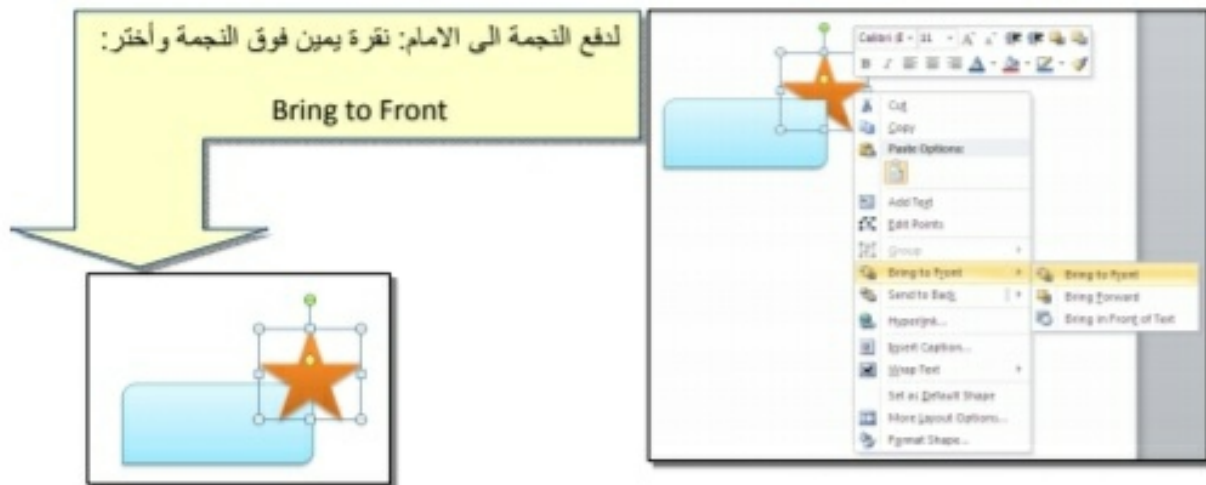 لدفع النجمة الى الامام: نقرة يمين فوق النجمة وأختر:
Bring to Front
Calibri (E
11
Cut
Copy
Paste Options:
Add Text
Edit Points
Group
Bring to Front
Send to Back
Hyperlink...
Insert Caption...
Wrap Text
Set as Default Shape
More Layout Options...
Format Shape...
Bring to Front
Bring Forward
Bring in Front of Text